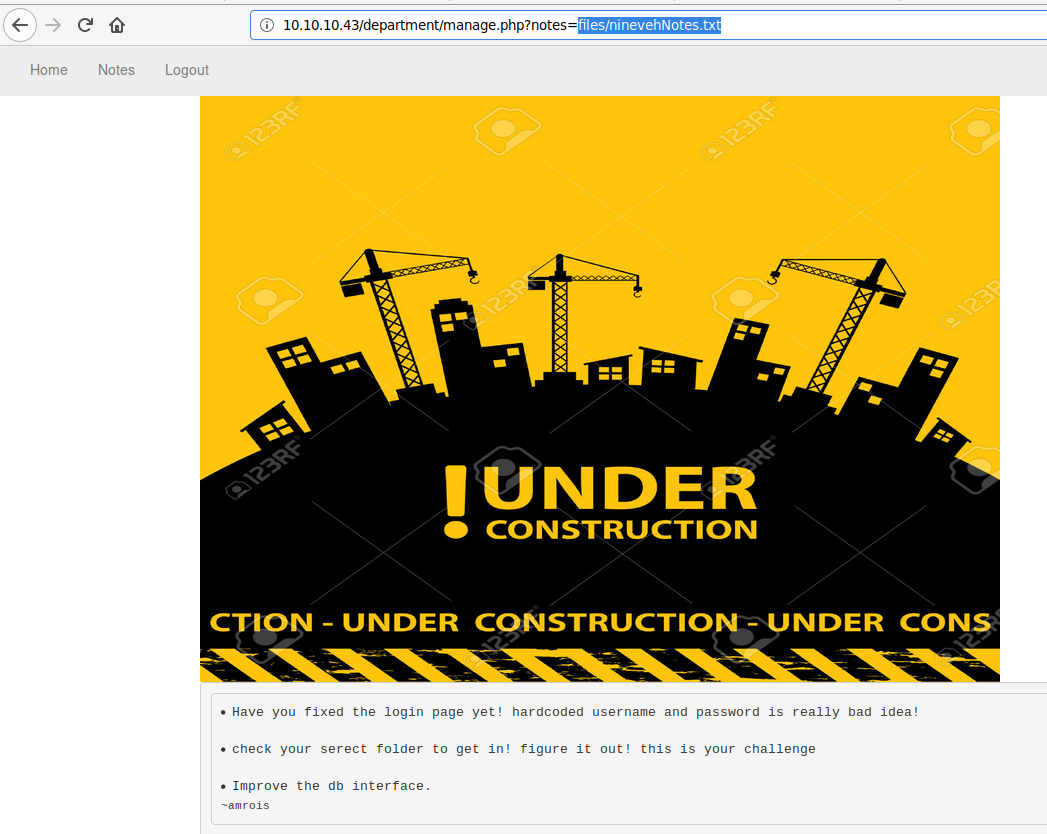 10.10.10.43/department/manage.php?notes=files/ninevehNotes.txt
Home Notes Logout
123RF 123RF
123RF 123RF
! UNDER
CONSTRUCTION
123RF 123RF
CTION - UNDER CONSTRUCTION - UNDER CONS
123RF 123RF
• Have you fixed the login page yet! hardcoded username and password is really bad idea!
• check your serect folder to get in! figure it out! this is your challenge
• Improve the db interface.
~amrois